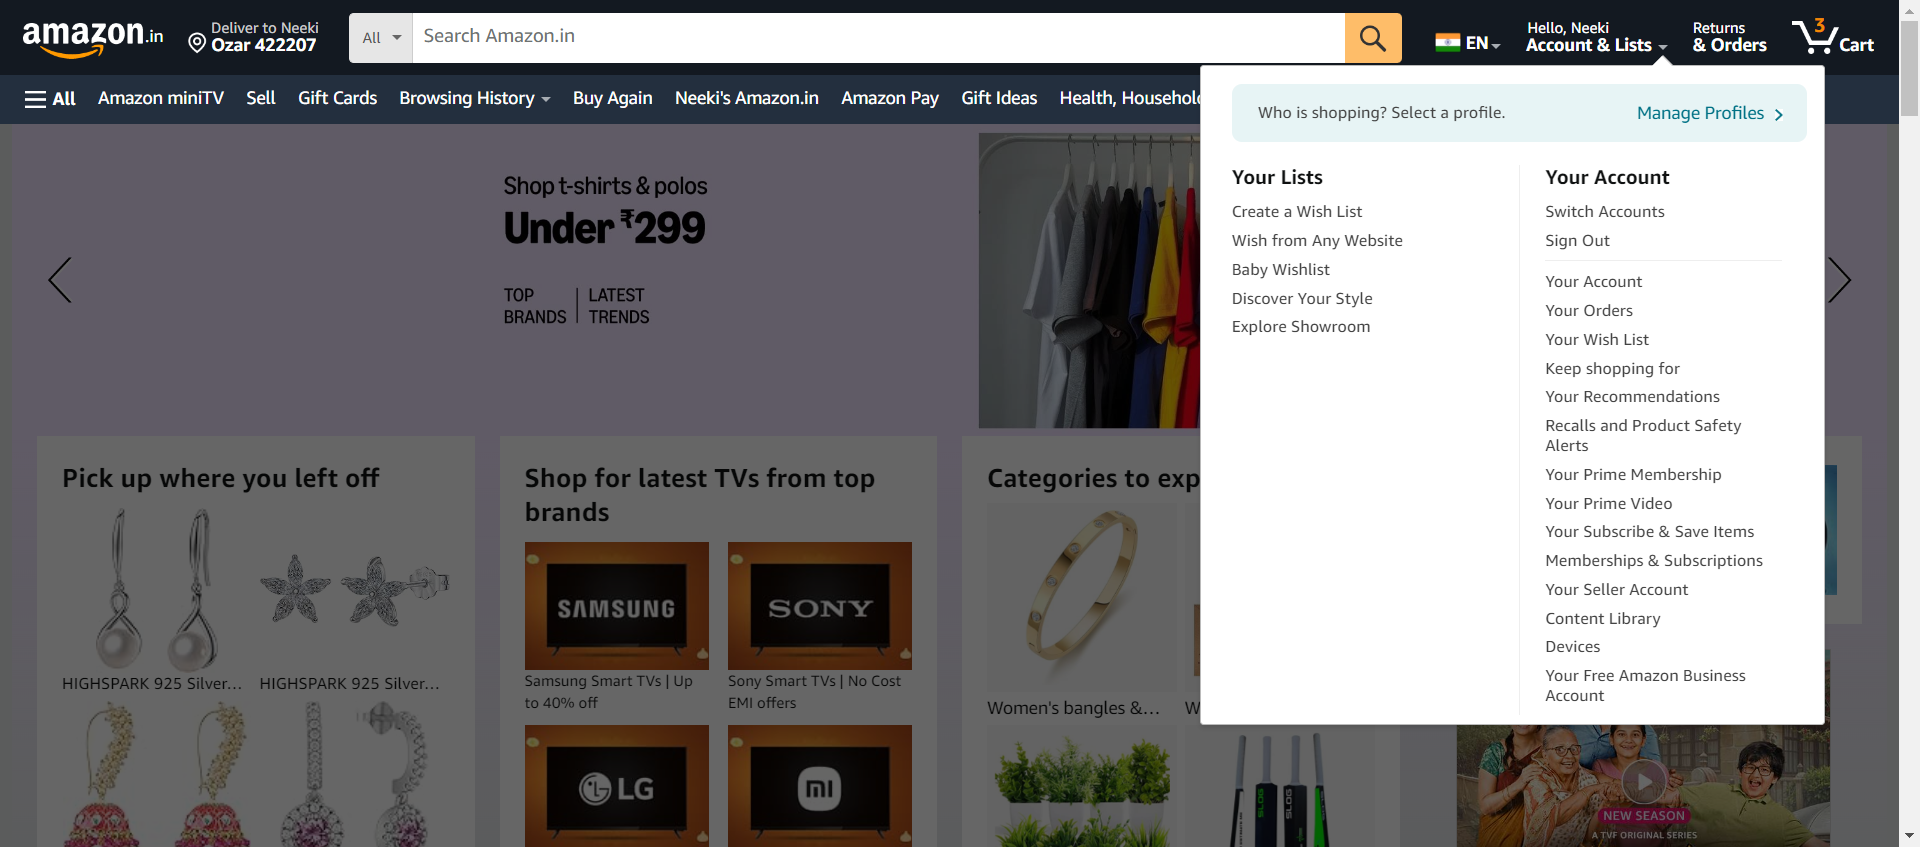 amazon.in
Deliver to Neeki
Ozar 422207
All
Search Amazon.in
EN
Hello, Neeki
Account & Lists
Returns
& Orders
3
Cart
All
Amazon miniTV
Sell
Gift Cards
Browsing History
Buy Again
Neeki's Amazon.in
Amazon Pay
Gift Ideas
Health, Household
Who is shopping? Select a profile.
Manage Profiles
Your Lists
Create a Wish List
Wish from Any Website
Baby Wishlist
Discover Your Style
Explore Showroom
Your Account
Switch Accounts
Sign Out
Your Account
Your Orders
Your Wish List
Keep shopping for
Your Recommendations
Recalls and Product Safety
Alerts
Your Prime Membership
Your Prime Video
Your Subscribe & Save Items
Memberships & Subscriptions
Your Seller Account
Content Library
Devices
Your Free Amazon Business
Account
Shop t-shirts & polos
Under ₹299
TOP
BRANDS
LATEST
TRENDS
Pick up where you left off
HIGHSPARK 925 Silver...
HIGHSPARK 925 Silver...
Shop for latest TVs from top
brands
SAMSUNG
SONY
Samsung Smart TVs | Up
to 40% off
Sony Smart TVs | No Cost
EMI offers
LG
mi
Categories to exp
Women's bangles &...
W
SLOG
SLOG
NEW SEASON
A TVF ORIGINAL SERIES